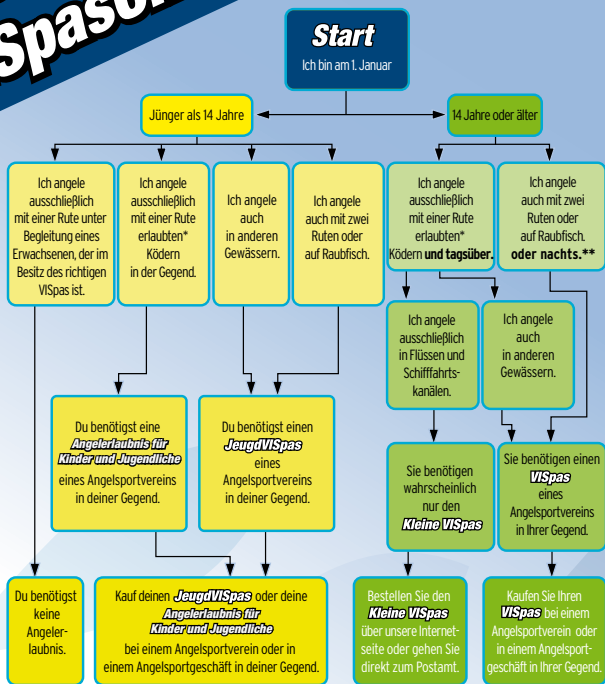 Start
Ich bin am 1. Januar
Jünger als 14 Jahre
14 Jahre oder älter
Ich angele
ausschließlich
mit einer Rute unter
Begleitung eines
Erwachsenen, der im
Besitz des richtigen
VISpas ist.
Ich angele
ausschließlich
mit einer Rute
erlaubten*
Ködern
in der Gegend.
Ich angele
auch
in anderen
Gewässern.
Ich angele
auch mit zwei
Ruten oder
auf Raubfisch.
Ich angele
ausschließlich
mit einer Rute
erlaubten*
Ködern und tagsüber.
Ich angele
auch mit zwei
Ruten oder
auf Raubfisch.
oder nachts.**
Ich angele
ausschließlich
in Flüssen und
Schifffahrts-
kanälen.
Ich angele
auch
in anderen
Gewässern.
Du benötigst eine
Angelerlaubnis für
Kinder und Jugendliche
eines Angelsportvereins
in deiner Gegend.
Du benötigst einen
JeugdVISpas
eines
Angelsportvereins
in deiner Gegend.
Sie benötigen
wahrscheinlich
nur den
Kleine VISpas
Sie benötigen einen
VISpas
eines
Angelsportvereins
in Ihrer Gegend.
Du benötigst
keine
Angeler-
laubnis.
Kauf deinen JeugdVISpas oder deine
Angelerlaubnis für
Kinder und Jugendliche
bei einem Angelsportverein oder in
einem Angelsportgeschäft in deiner Gegend.
Bestellen Sie den
Kleine VISpas
über unsere Internet-
seite oder gehen Sie
direkt zum Postamt.
Kaufen Sie Ihren
VISpas bei einem
Angelsportverein oder
in einem Angelsport-
geschäft in Ihrer Gegend.